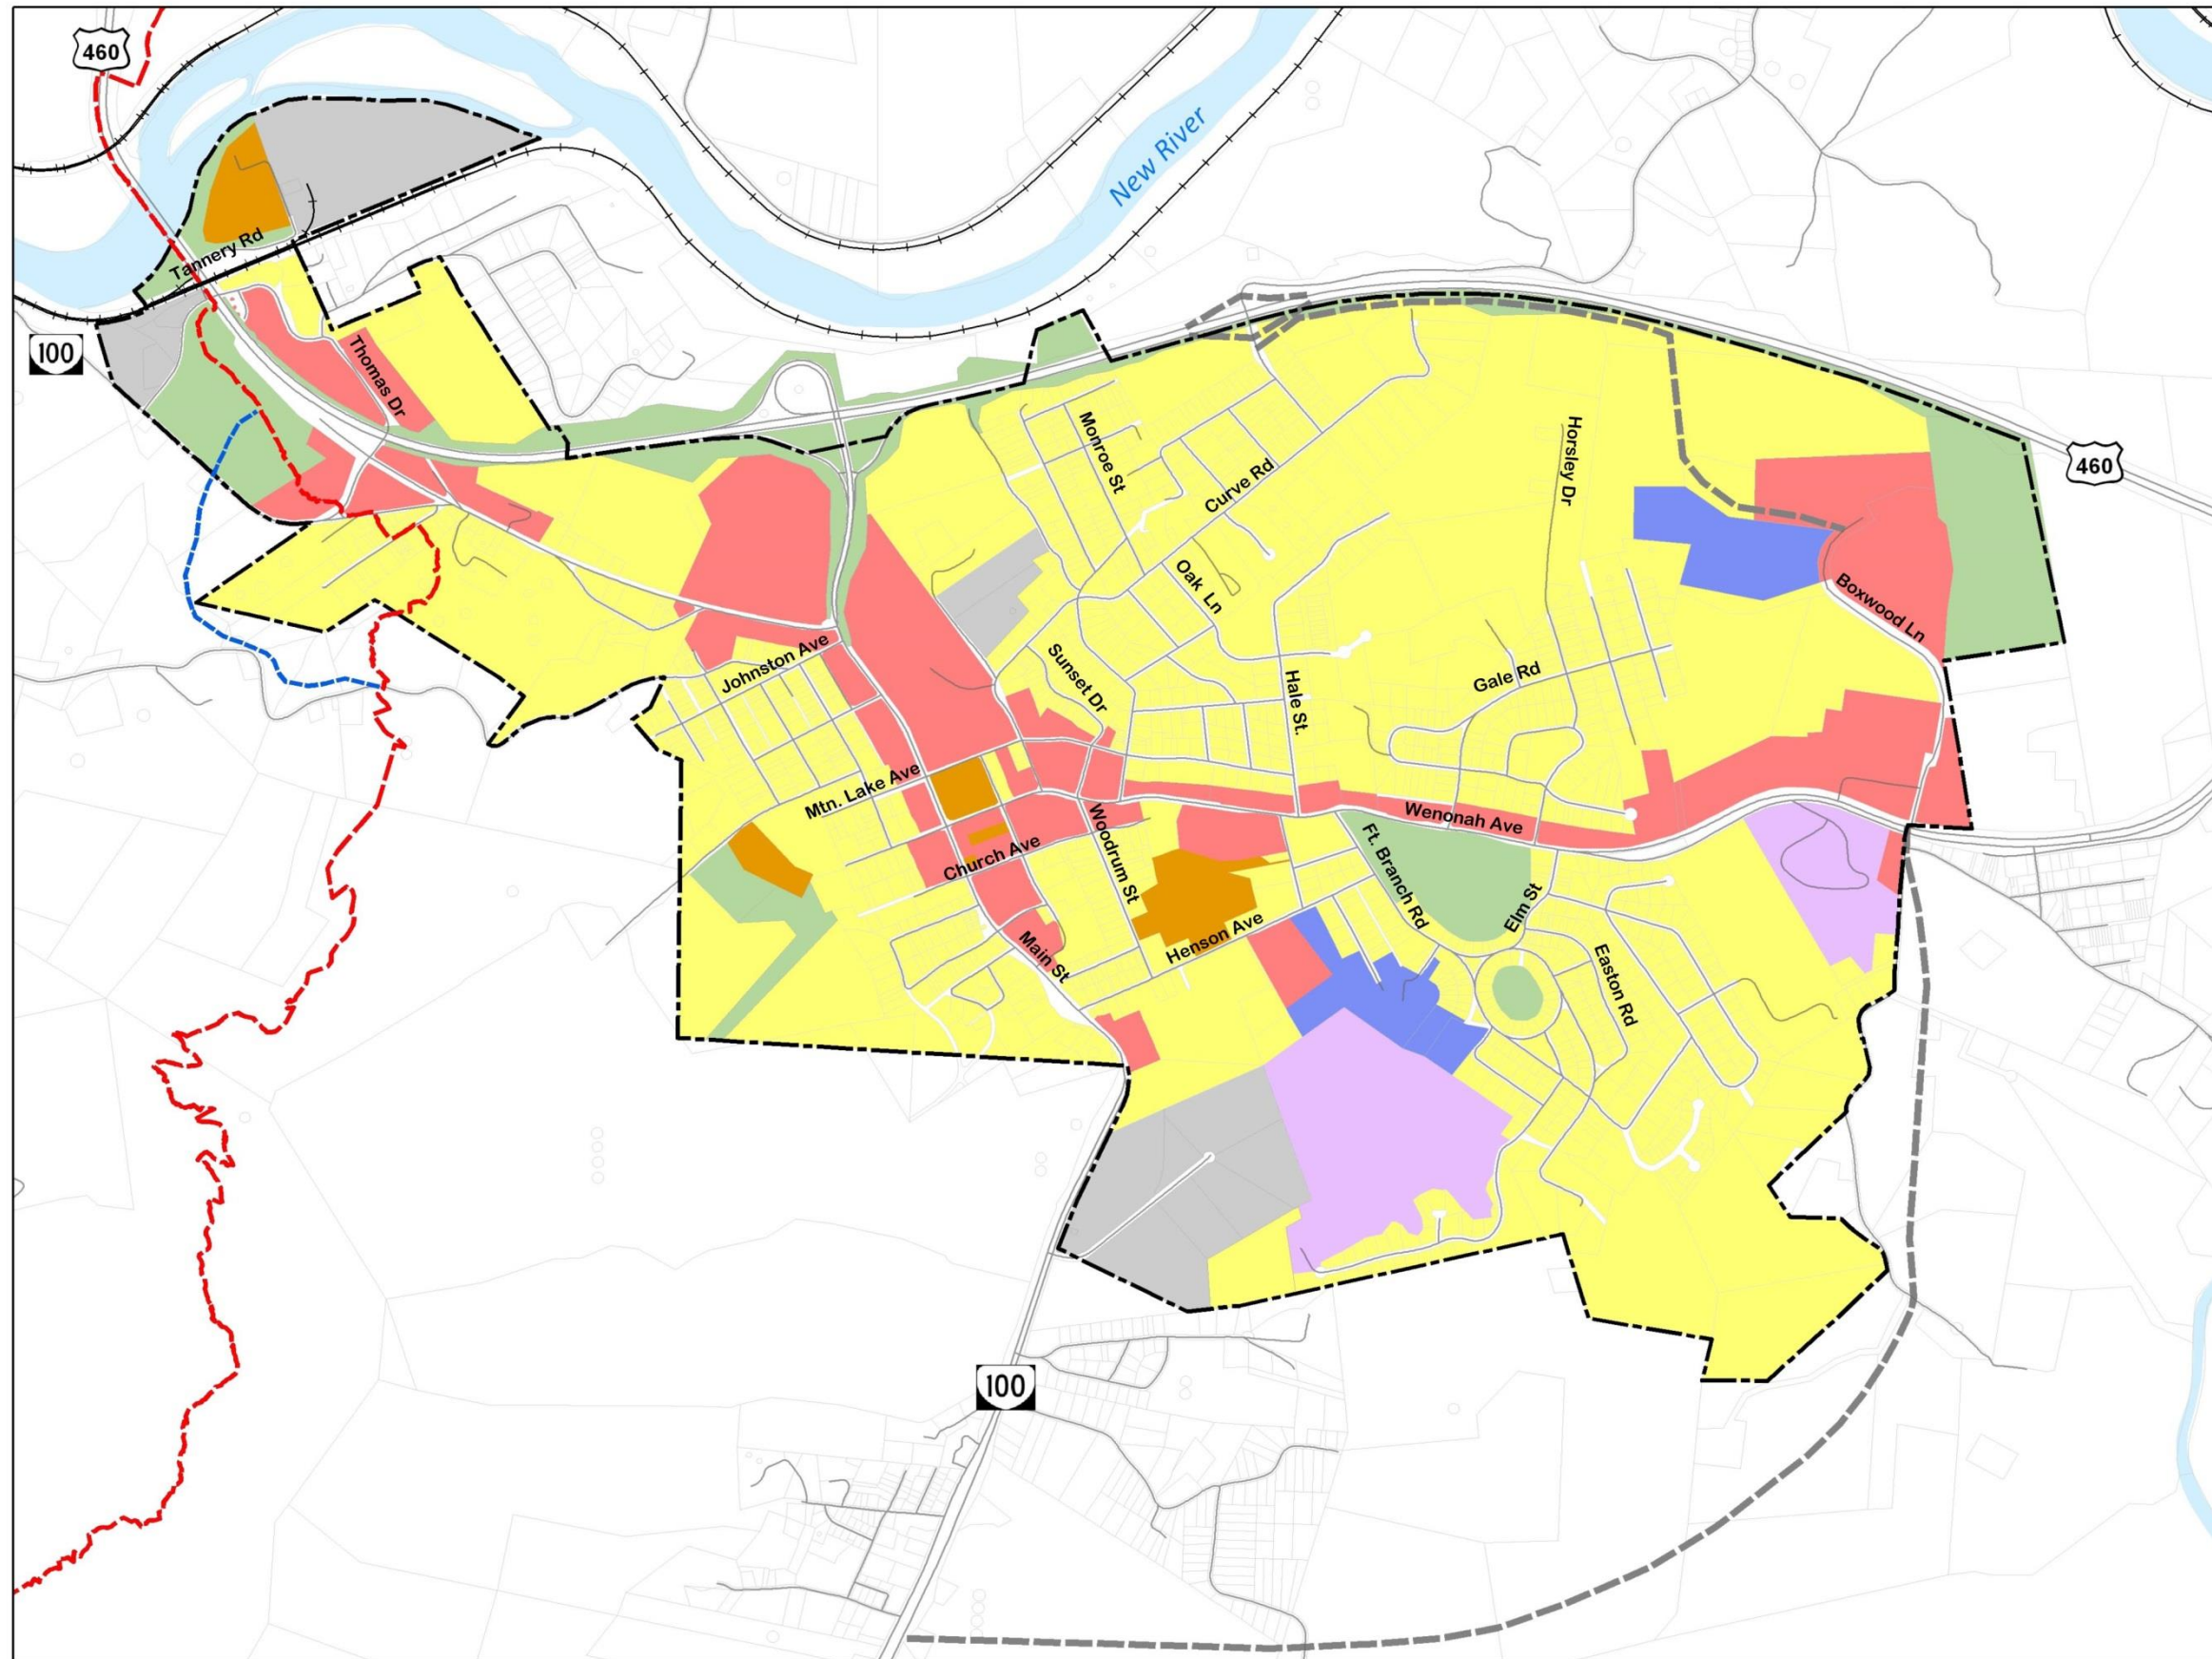 460
New River
Tannery Rd
100
Thomas Dr
Monroe St
Horsley Dr
460
Curve Rd
Oak Ln
Boxwood Ln
Johnston Ave
Sunset Dr
Gale Rd
Hale St.
Mtn. Lake Ave
Wenonah Ave
Woodrum St
Church Ave
Ft. Branch Rd
Elm St
Henson Ave
Main St
Easton Rd
100